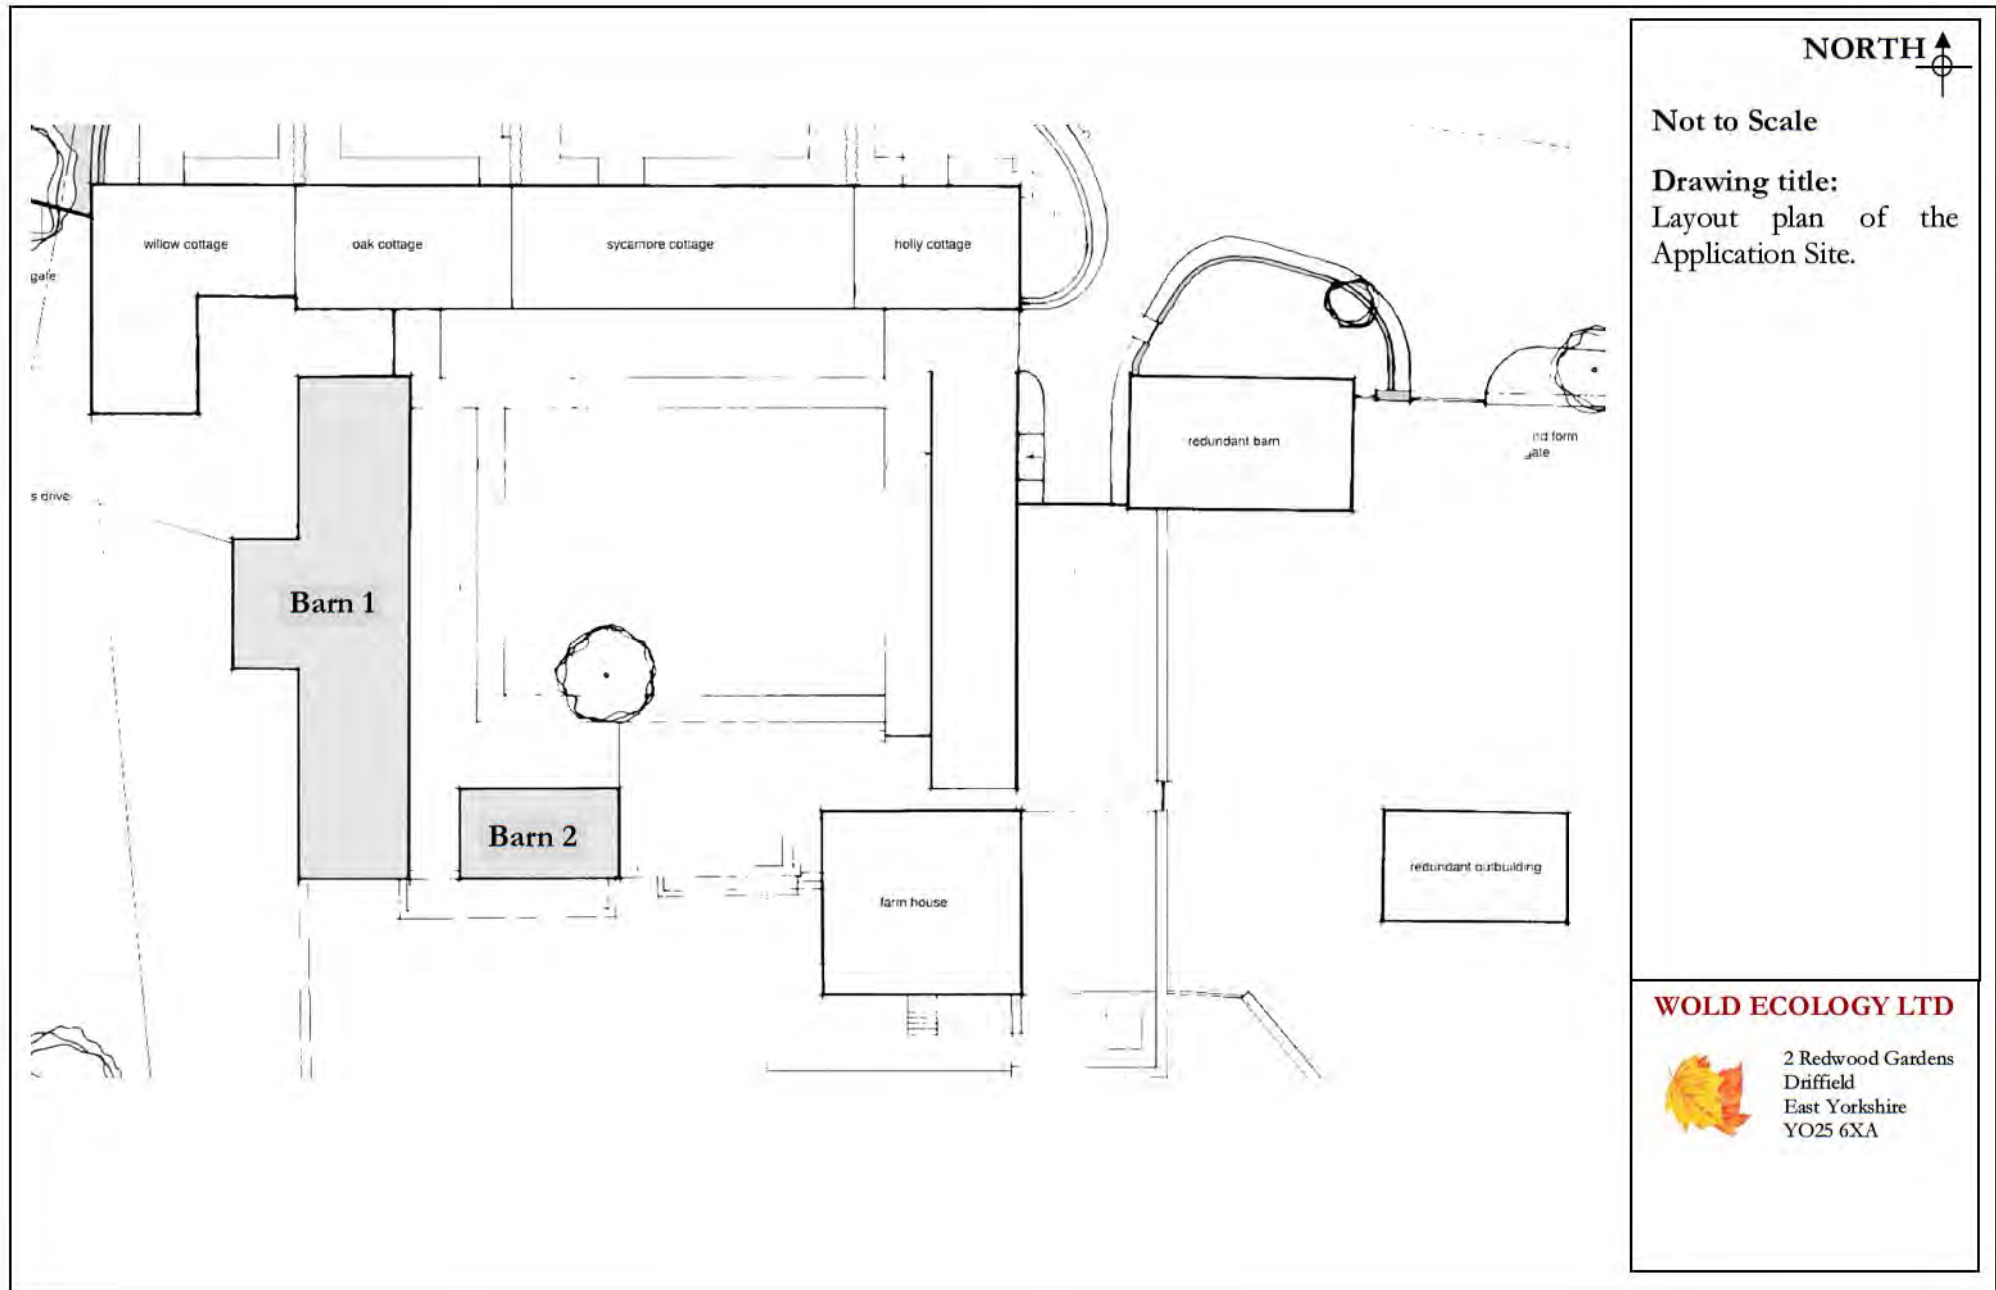 NORTH
Not to Scale
Drawing title:
Layout plan of the
Application Site.
willow cottage
oak cottage
sycamore cottage
holly cottage
gate
redundant barn
nd form
s drive
Barn 1
Barn 2
farm house
redundant outbuilding
WOLD ECOLOGY LTD
2 Redwood Gardens
Driffield
East Yorkshire
YO25 6XA